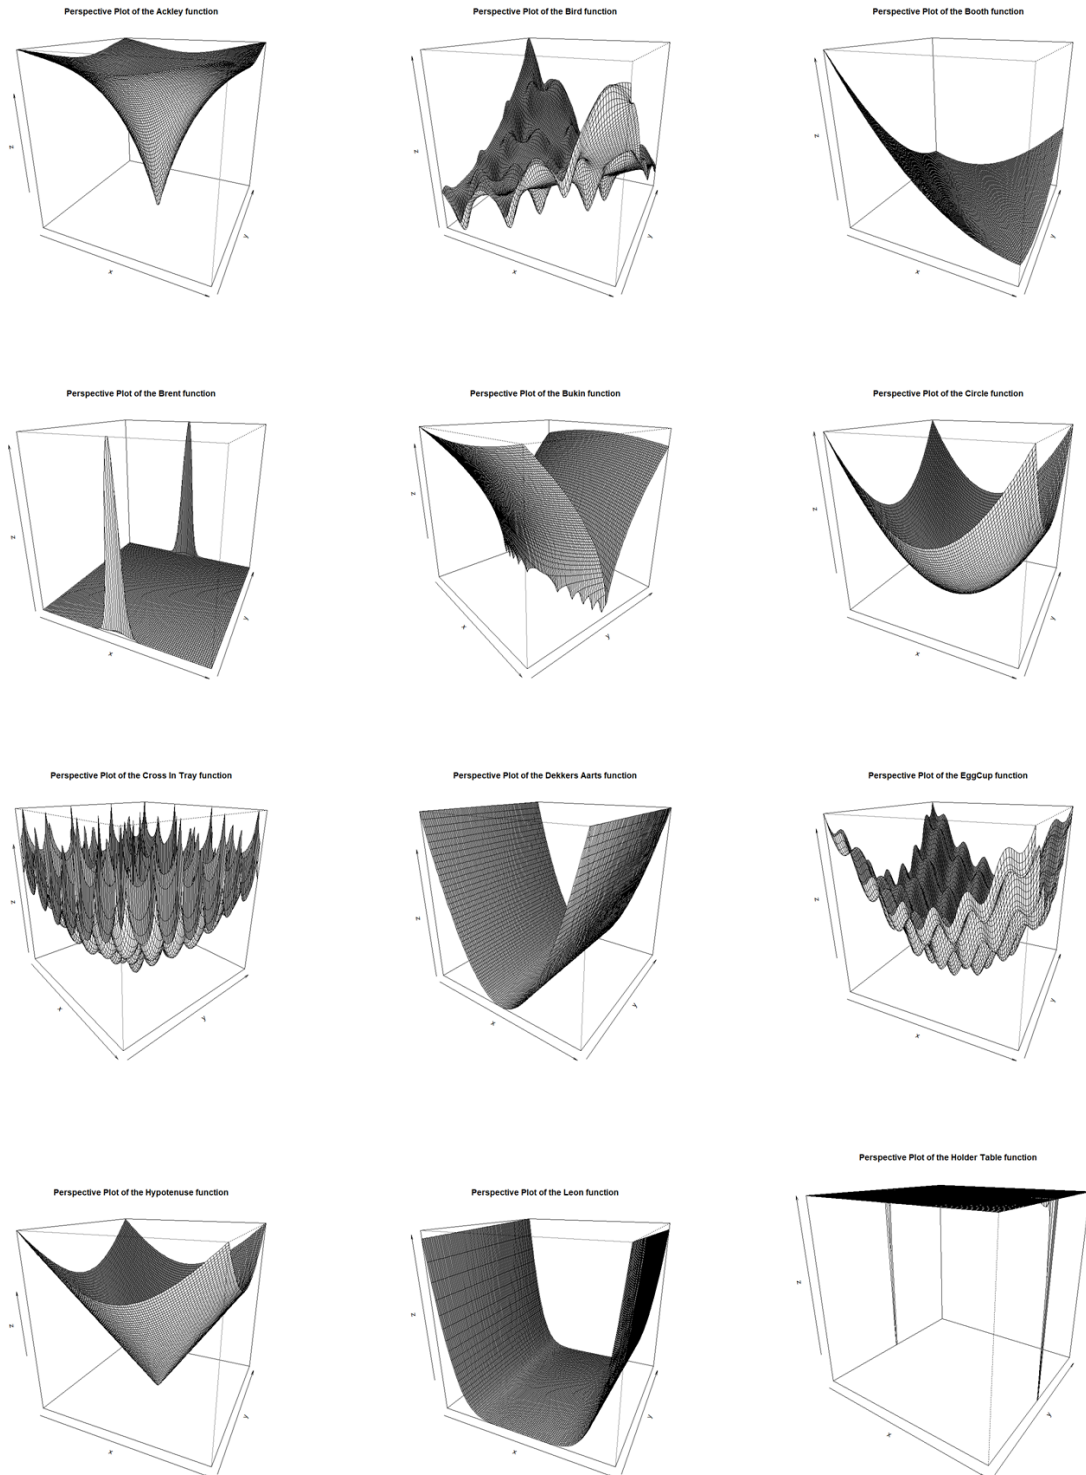 Perspective Plot of the Ackley function
Perspective Plot of the Bird function
Perspective Plot of the Booth function
z
x
y
z
x
y
z
x
y
Perspective Plot of the Brent function
Perspective Plot of the Bukin function
Perspective Plot of the Circle function
z
x
y
z
x
y
z
x
y
Perspective Plot of the Cross In Tray function
Perspective Plot of the Dekkers Aarts function
Perspective Plot of the EggCup function
z
x
y
z
x
y
z
x
y
Perspective Plot of the Hypotenuse function
Perspective Plot of the Leon function
Perspective Plot of the Holder Table function
z
x
y
z
x
y
z
x
y